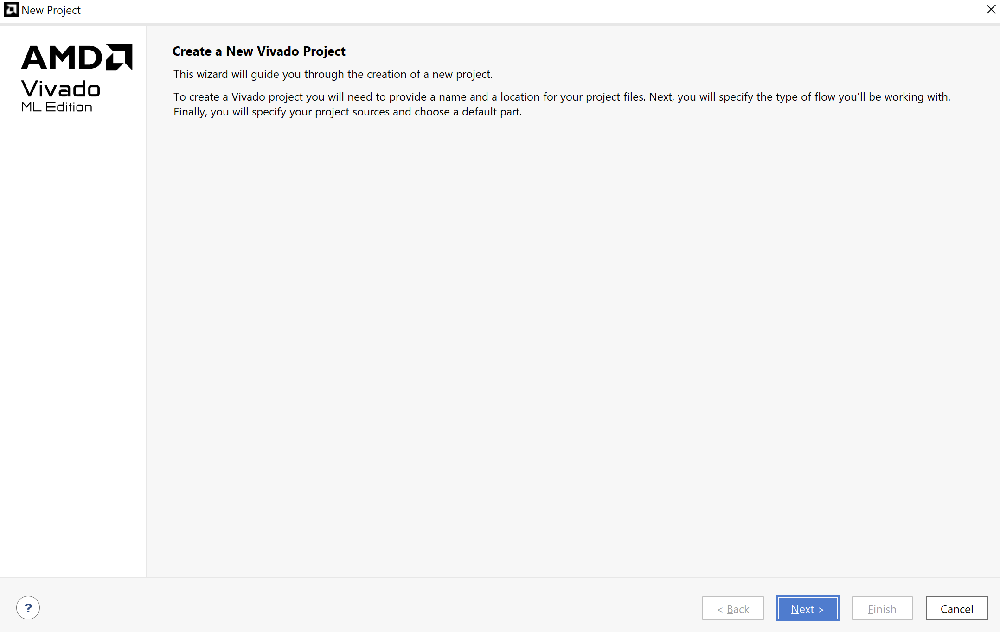 New Project
AMD
Vivado
ML Edition
Create a New Vivado Project
This wizard will guide you through the creation of a new project.
To create a Vivado project you will need to provide a name and a location for your project files. Next, you will specify the type of flow you'll be working with.
Finally, you will specify your project sources and choose a default part.
?
< Back
Next >
Finish
Cancel